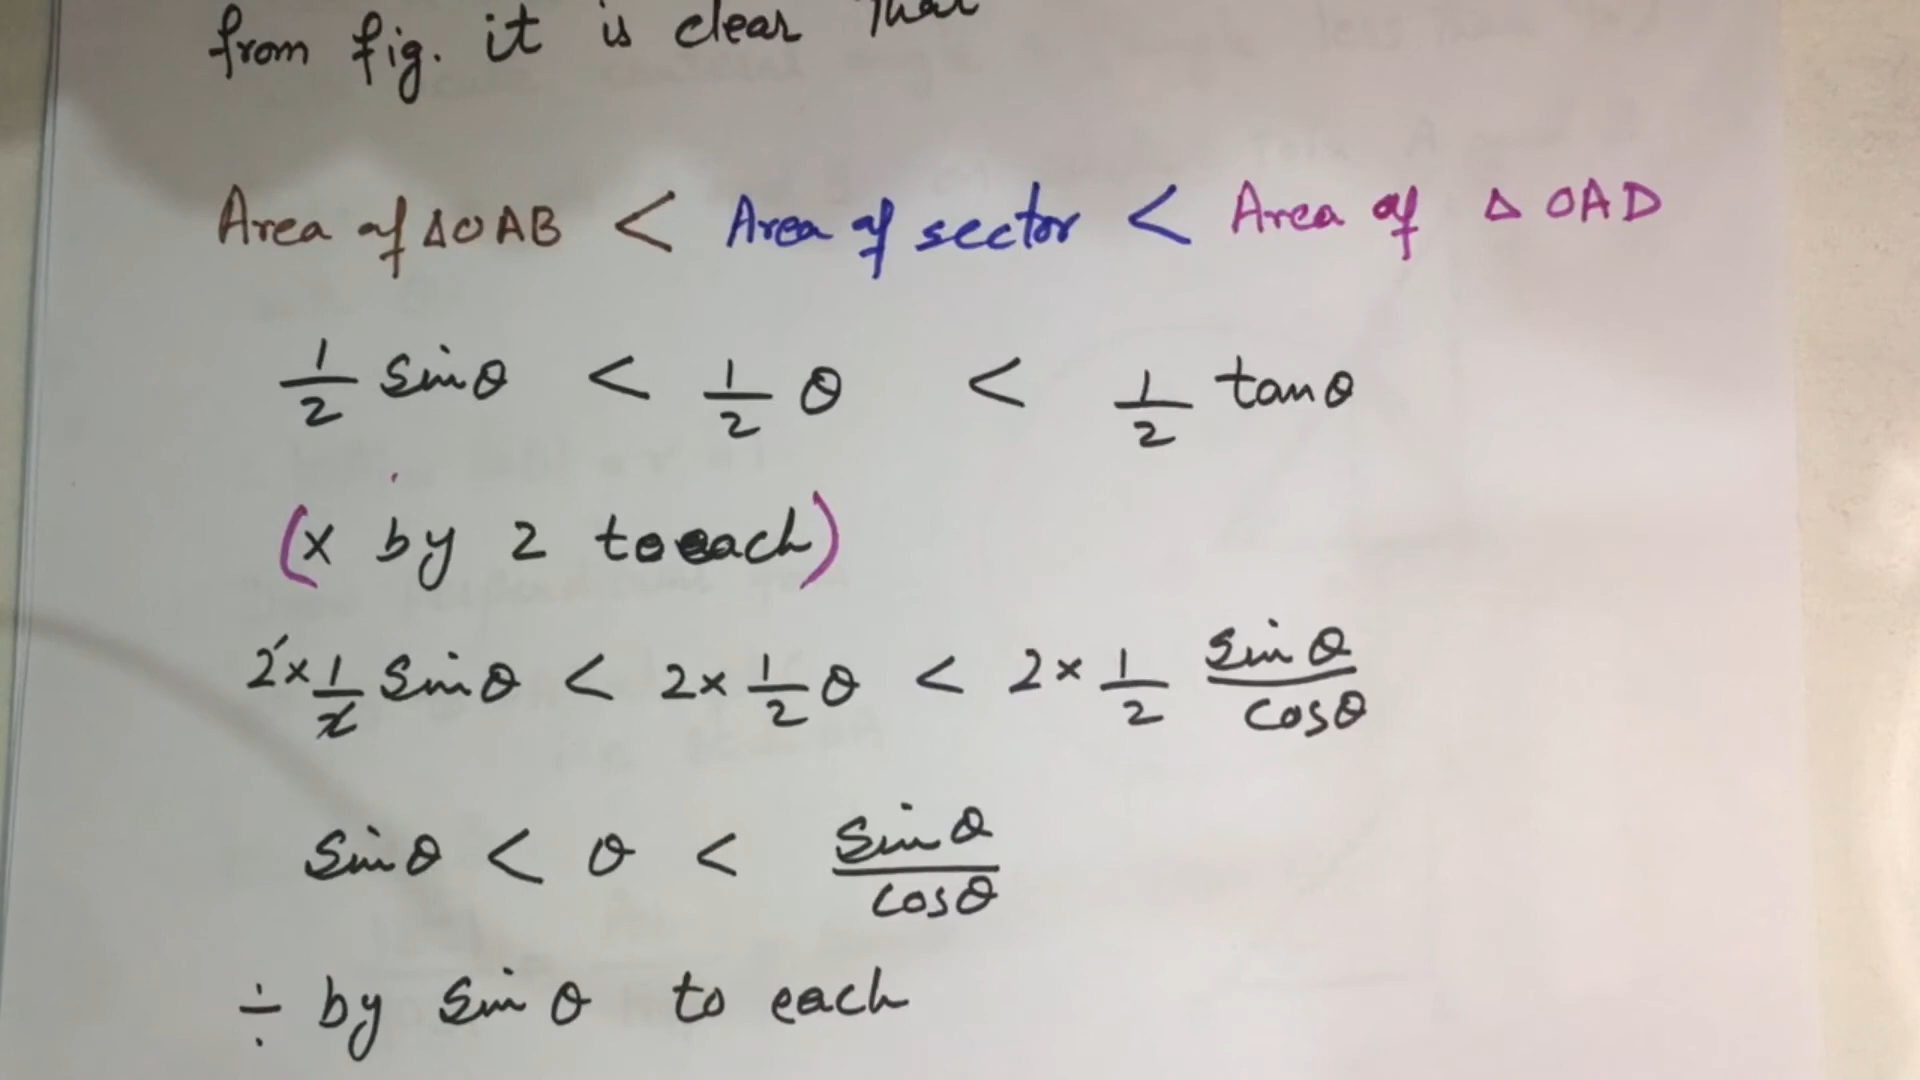 from fig. it is clear that
Area of △OAB < Area of sector < Area of △ OAD
1/2 sinθ < 1/2 θ < 1/2 tanθ
(× by 2 to each)
2×1/2 sinθ < 2×1/2 θ < 2×1/2 sinθ/cosθ
sinθ < θ < sinθ/cosθ
÷ by sinθ to each